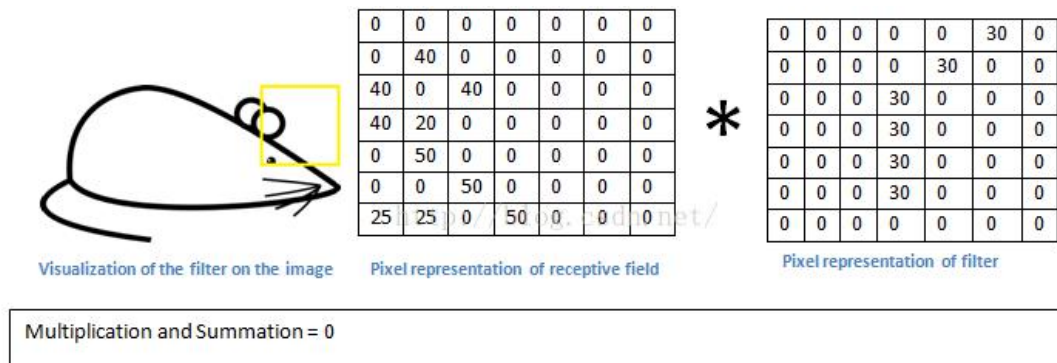 0 0 0 0 0 0 0
0 40 0 0 0 0 0
40 0 40 0 0 0 0
40 20 0 0 0 0 0
0 50 0 0 0 0 0
0 0 50 0 0 0 0
25 25 0 50 0 0 0
http://blog.csdn.net/
*
0 0 0 0 0 30 0
0 0 0 0 30 0 0
0 0 0 30 0 0 0
0 0 0 30 0 0 0
0 0 0 30 0 0 0
0 0 0 30 0 0 0
0 0 0 0 0 0 0
Visualization of the filter on the image
Pixel representation of receptive field
Pixel representation of filter
Multiplication and Summation = 0